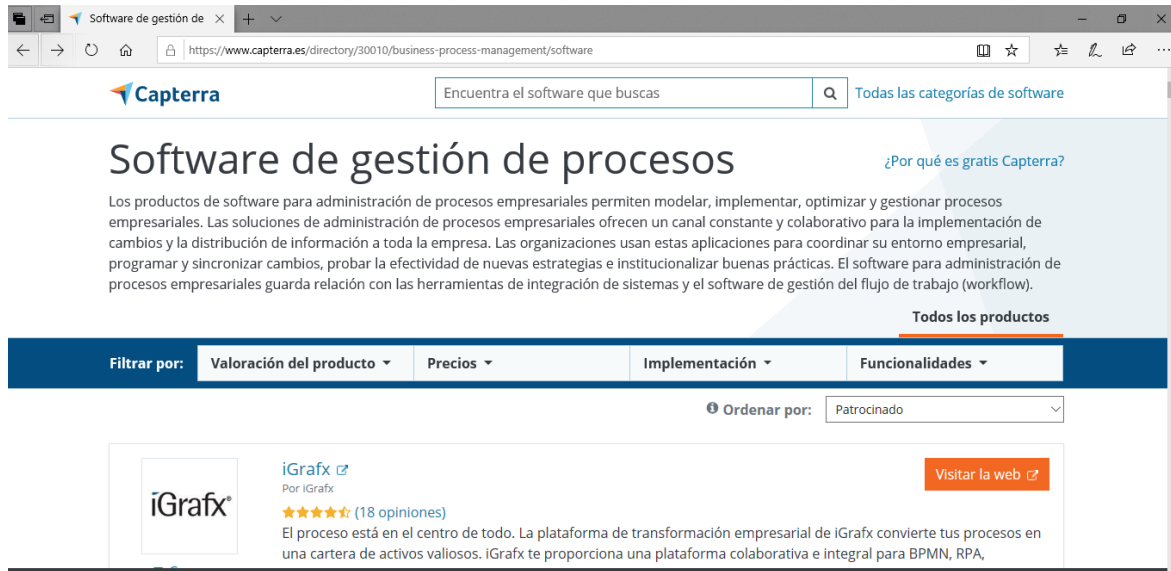 Software de gestión de
https://www.capterra.es/directory/30010/business-process-management/software
Capterra
Encuentra el software que buscas
Todas las categorías de software
Software de gestión de procesos
¿Por qué es gratis Capterra?
Los productos de software para administración de procesos empresariales permiten modelar, implementar, optimizar y gestionar procesos
empresariales. Las soluciones de administración de procesos empresariales ofrecen un canal constante y colaborativo para la implementación de
cambios y la distribución de información a toda la empresa. Las organizaciones usan estas aplicaciones para coordinar su entorno empresarial,
programar y sincronizar cambios, probar la efectividad de nuevas estrategias e institucionalizar buenas prácticas. El software para administración de
procesos empresariales guarda relación con las herramientas de integración de sistemas y el software de gestión del flujo de trabajo (workflow).
Todos los productos
Filtrar por: Valoración del producto Precios Implementación Funcionalidades
Ordenar por: Patrocinado
iGrafx
Visitar la web
Por iGrafx
iGrafx
(18 opiniones)
El proceso está en el centro de todo. La plataforma de transformación empresarial de iGrafx convierte tus procesos en
una cartera de activos valiosos. iGrafx te proporciona una plataforma colaborativa e integral para BPMN, RPA,